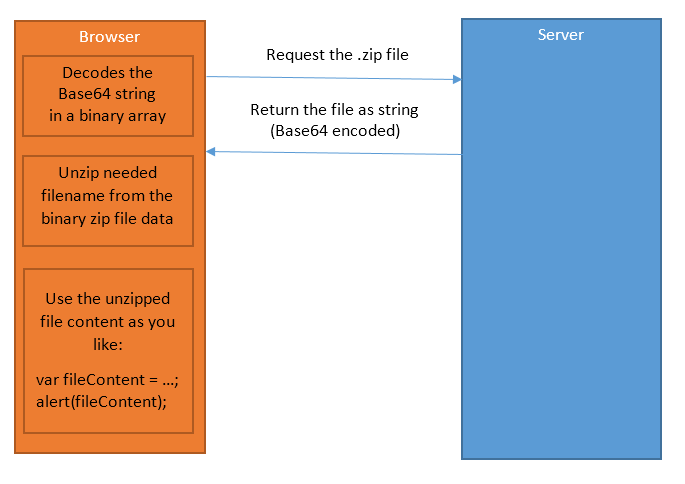 Browser
Decodes the
Base64 string
in a binary array
Unzip needed
filename from the
binary zip file data
Use the unzipped
file content as you
like:
var fileContent = ...;
alert(fileContent);
Request the .zip file
Return the file as string
(Base64 encoded)
Server